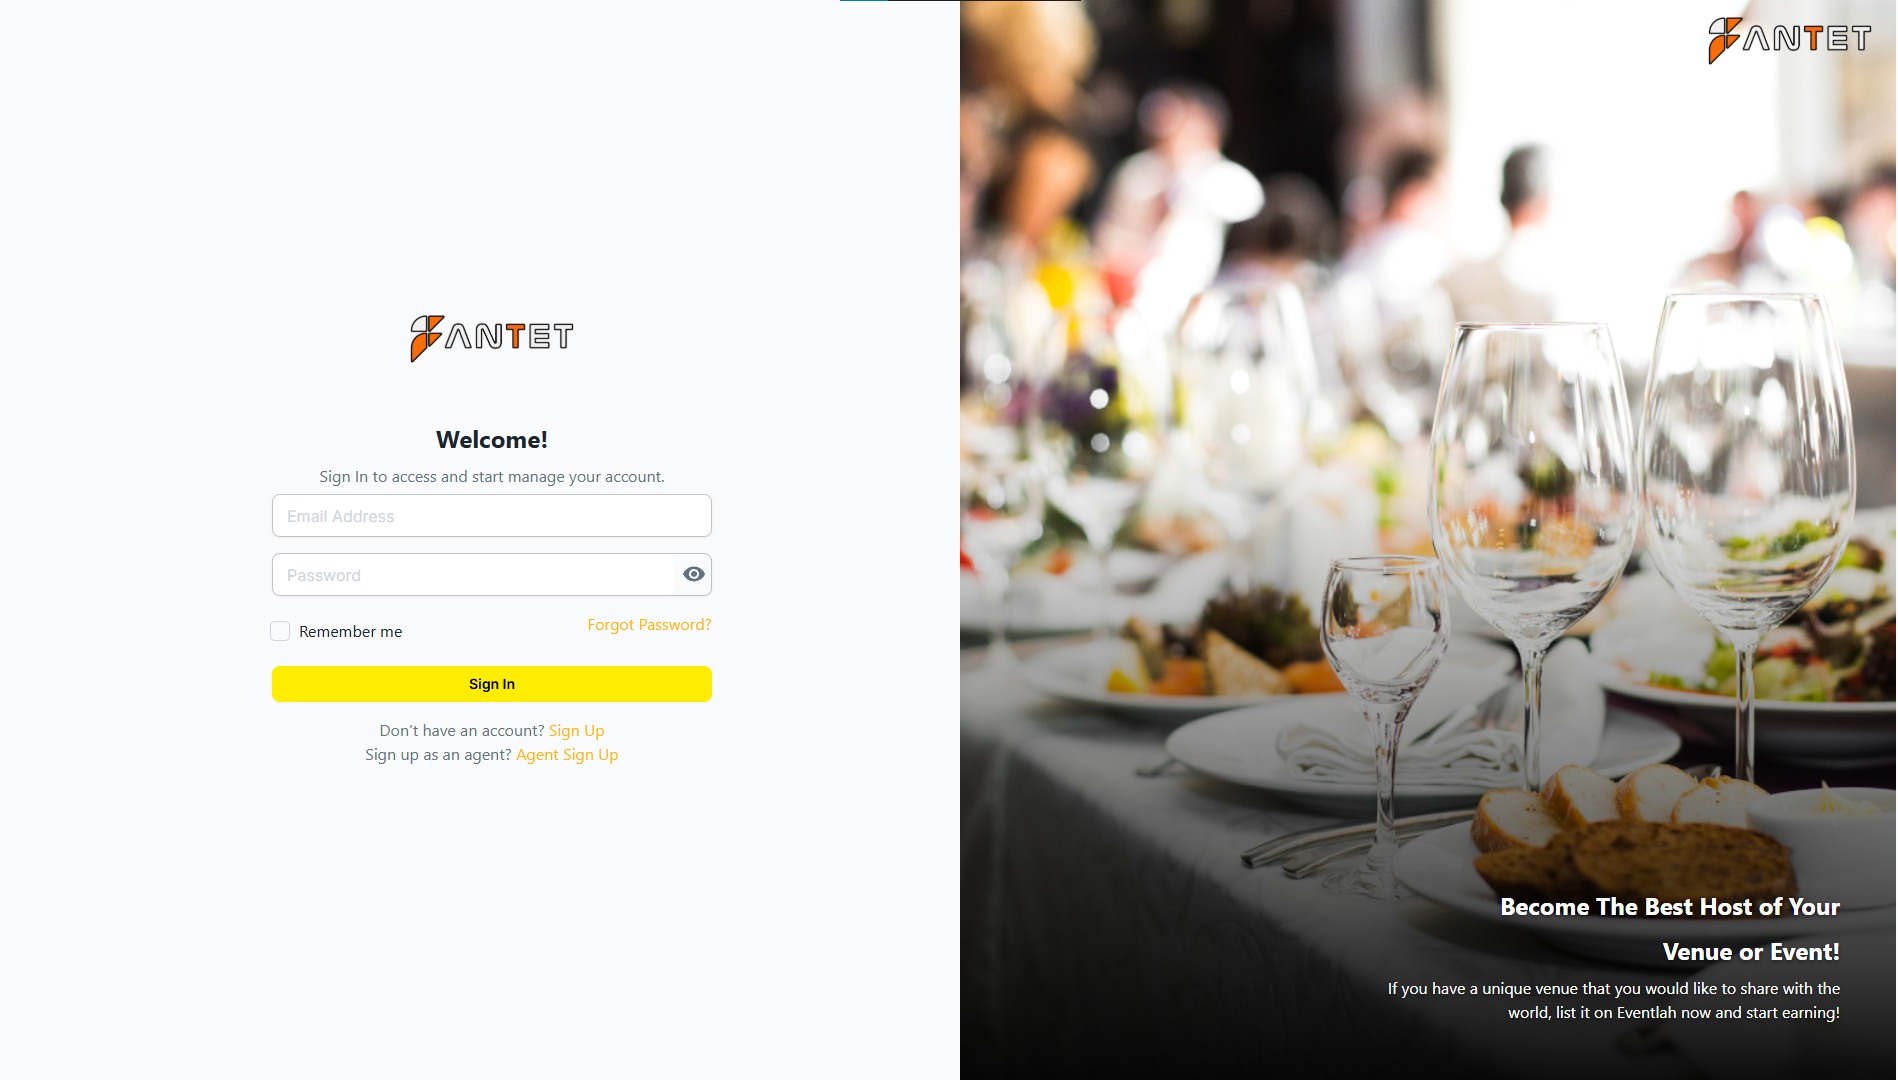 FANTET
Welcome!
Sign In to access and start manage your account.
Email Address
Password
Remember me
Forgot Password?
Sign In
Don't have an account? Sign Up
Sign up as an agent? Agent Sign Up
FANTET
Become The Best Host of Your
Venue or Event!
If you have a unique venue that you would like to share with the
world, list it on Eventlah now and start earning!